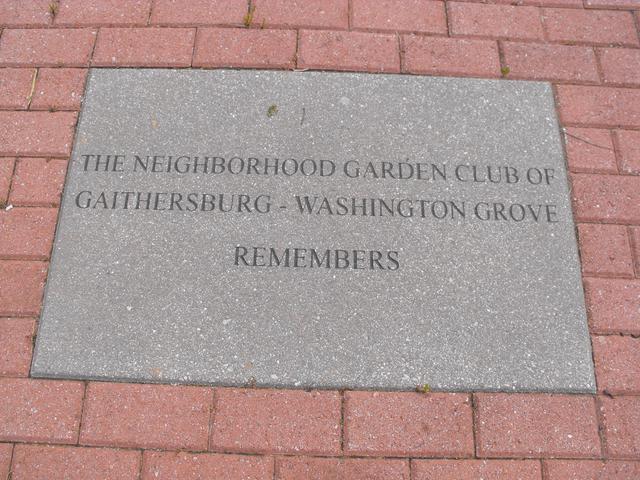 THE NEIGHBORHOOD GARDEN CLUB OF
GAITHERSBURG - WASHINGTON GROVE
REMEMBERS